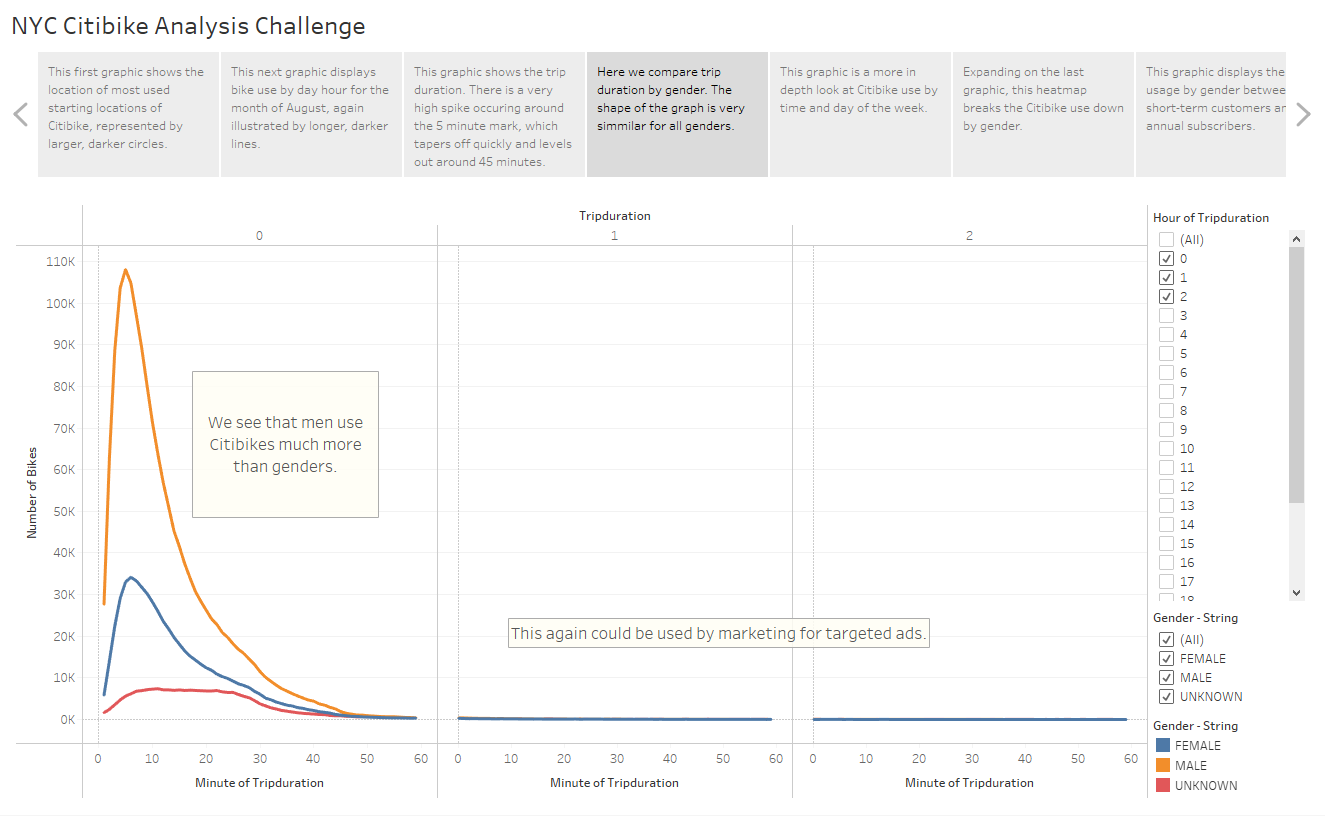 NYC Citibike Analysis Challenge
This first graphic shows the
location of most used
starting locations of
Citibike, represented by
larger, darker circles.
This next graphic displays
bike use by day hour for the
month of August, again
illustrated by longer, darker
lines.
This graphic shows the trip
duration. There is a very
high spike occuring around
the 5 minute mark, which
tapers off quickly and levels
out around 45 minutes.
Here we compare trip
duration by gender. The
shape of the graph is very
simmilar for all genders.
This graphic is a more in
depth look at Citibike use by
time and day of the week.
Expanding on the last
graphic, this heatmap
breaks the Citibike use down
by gender.
This graphic displays the
usage by gender betwee
short-term customers an
annual subscribers.
Tripduration
0
1
2
110K
100K
90K
80K
70K
60K
50K
40K
30K
20K
10K
0K
Number of Bikes
We see that men use
Citibikes much more
than genders.
This again could be used by marketing for targeted ads.
0 10 20 30 40 50 60
Minute of Tripduration
0 10 20 30 40 50 60
Minute of Tripduration
0 10 20 30 40 50 60
Minute of Tripduration
Hour of Tripduration
(All)
0
1
2
3
4
5
6
7
8
9
10
11
12
13
14
15
16
17
18
Gender - String
(All)
FEMALE
MALE
UNKNOWN
Gender - String
FEMALE
MALE
UNKNOWN